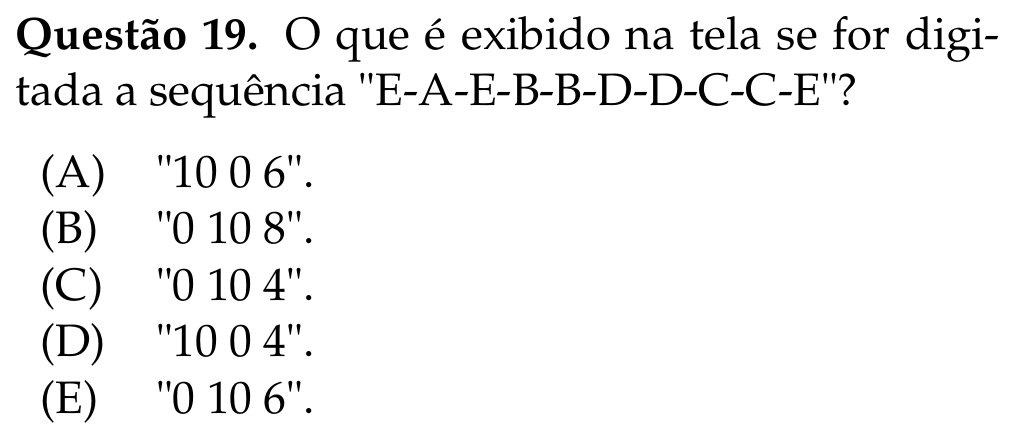 Questão 19. O que é exibido na tela se for digi-
tada a sequência "E-A-E-B-B-D-D-C-C-E"?
(A) "10 0 6".
(B) "0 10 8".
(C) "0 10 4".
(D) "10 0 4".
(E) "0 10 6".